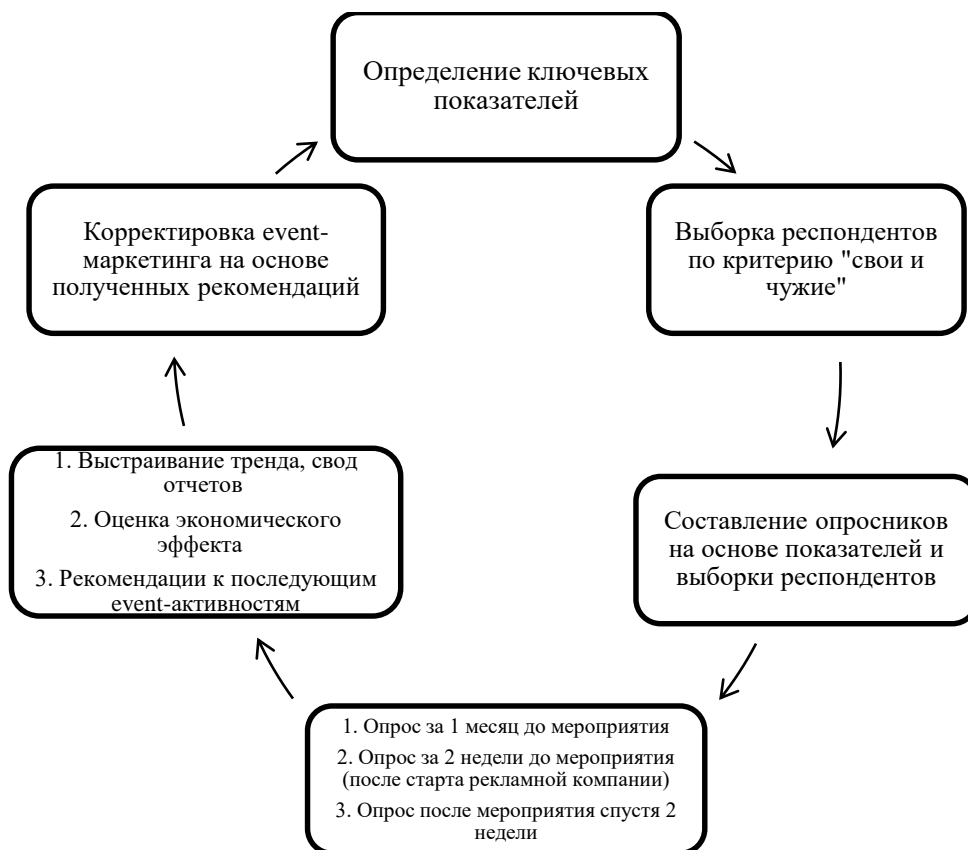 Определение ключевых
показателей
Выборка респондентов
по критерию "свои и
чужие"
Составление опросников
на основе показателей и
выборки респондентов
1. Опрос за 1 месяц до мероприятия
2. Опрос за 2 недели до мероприятия
(после старта рекламной компании)
3. Опрос после мероприятия спустя 2
недели
1. Выстраивание тренда, свод
отчетов
2. Оценка экономического
эффекта
3. Рекомендации к последующим
event-активностям
Корректировка event-
маркетинга на основе
полученных рекомендаций